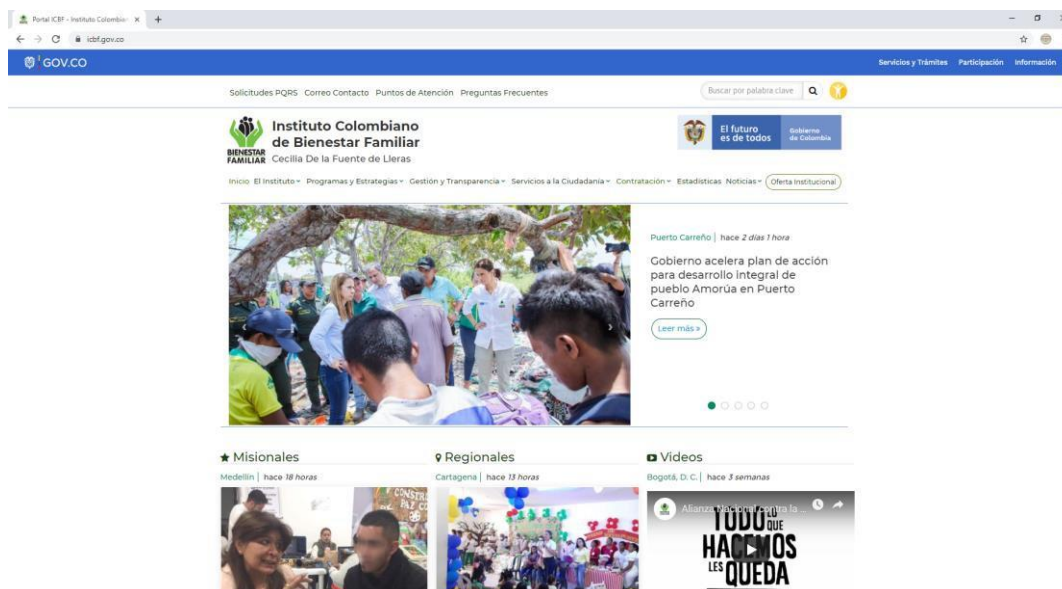 Portal ICBF - Instituto Colombia
icbf.gov.co
GOV.CO
Servicios y Trámites Participación Información
Solicitudes PQRS Correo Contacto Puntos de Atención Preguntas Frecuentes
Buscar por palabra clave
BIENESTAR
FAMILIAR
Instituto Colombiano
de Bienestar Familiar
Cecilia De la Fuente de Lleras
El futuro
es de todos
Gobierno
de Colombia
Inicio El Instituto Programas y Estrategias Gestión y Transparencia Servicios a la Ciudadanía Contratación Estadísticas Noticias Oferta Institucional
Puerto Carreño | hace 2 días 1 hora
Gobierno acelera plan de acción
para desarrollo integral de
pueblo Amorúa en Puerto
Carreño
Leer más »
Misionales
Medellín | hace 18 horas
Regionales
Cartagena | hace 13 horas
Videos
Bogotá, D. C. | hace 3 semanas
CONSTR
PAZ CO
Alianza Nacional contra la ...
TODO LO
QUE
HACEMOS
LES QUEDA